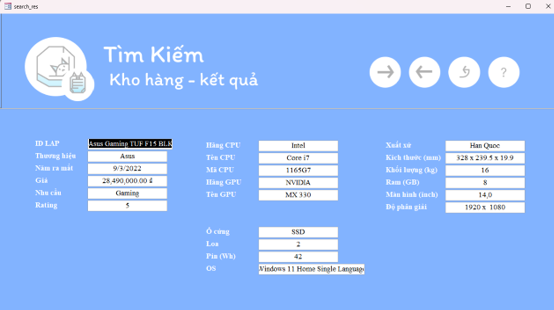 search_res
Tìm Kiếm
Kho hàng - kết quả
?
ID LAP Asus Gaming TUF F15 BLK
Thương hiệu Asus
Năm ra mắt 9/3/2022
Giá 28,490,000.00 ₫
Nhu cầu Gaming
Rating 5
Hãng CPU Intel
Tên CPU Core i7
Mã CPU 1165G7
Hãng GPU NVIDIA
Tên GPU MX 330
Xuất xứ Han Quoc
Kích thước (mm) 328 x 239.5 x 19.9
Khối lượng (kg) 16
Ram (GB) 8
Màn hình (inch) 14,0
Độ phân giải 1920 x 1080
Ổ cứng SSD
Loa 2
Pin (Wh) 42
OS Windows 11 Home Single Language